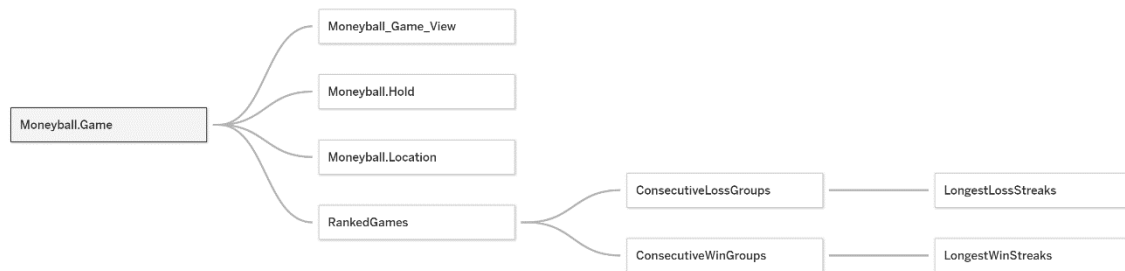 Moneyball.Game
Moneyball_Game_View
Moneyball.Hold
Moneyball.Location
RankedGames
ConsecutiveLossGroups
LongestLossStreaks
ConsecutiveWinGroups
LongestWinStreaks